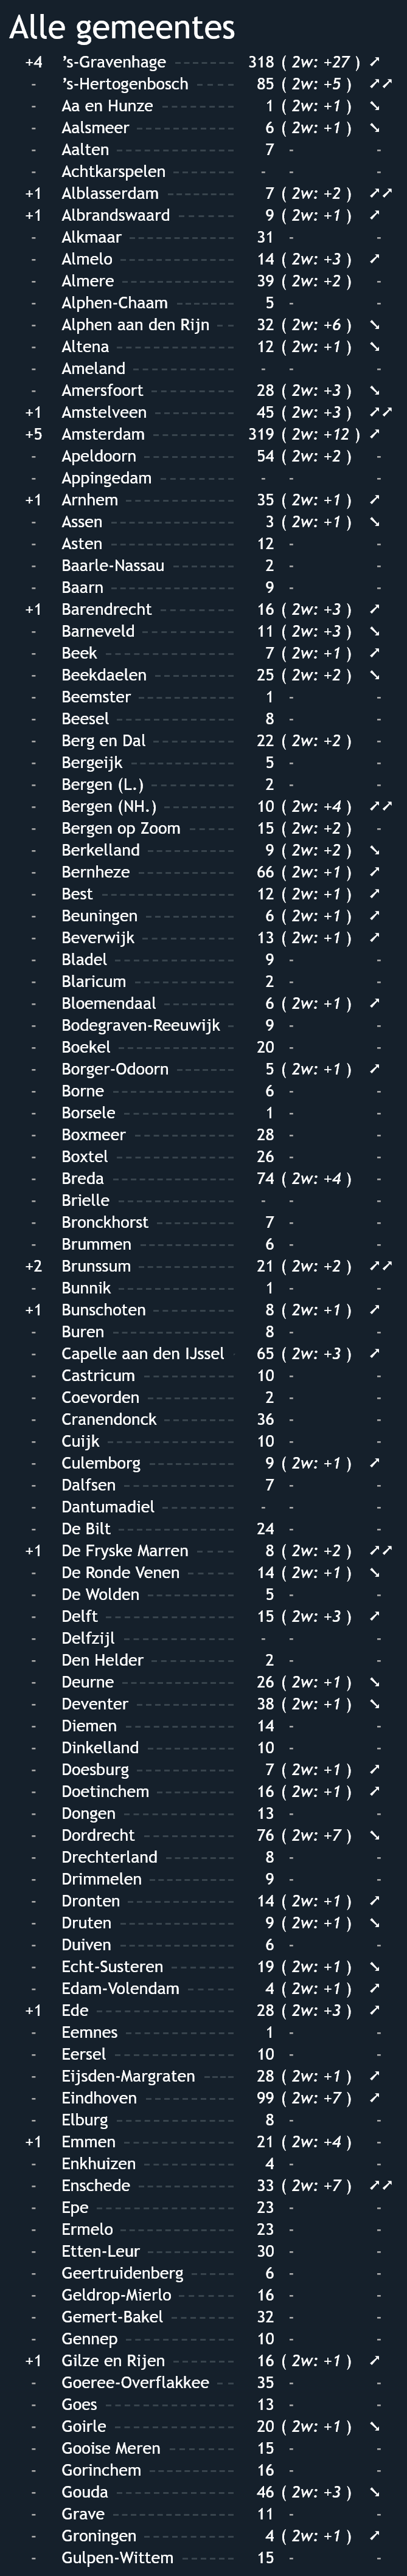 Alle gemeentes
+4 ’s-Gravenhage 318 ( 2w: +27 ) ➚
- ’s-Hertogenbosch 85 ( 2w: +5 ) ➚➚
- Aa en Hunze 1 ( 2w: +1 ) ➘
- Aalsmeer 6 ( 2w: +1 ) ➘
- Aalten 7 - -
- Achtkarspelen - - -
+1 Alblasserdam 7 ( 2w: +2 ) ➚➚
+1 Albrandswaard 9 ( 2w: +1 ) ➚
- Alkmaar 31 - -
- Almelo 14 ( 2w: +3 ) ➚
- Almere 39 ( 2w: +2 ) -
- Alphen-Chaam 5 - -
- Alphen aan den Rijn 32 ( 2w: +6 ) ➘
- Altena 12 ( 2w: +1 ) ➘
- Ameland - - -
- Amersfoort 28 ( 2w: +3 ) ➘
+1 Amstelveen 45 ( 2w: +3 ) ➚➚
+5 Amsterdam 319 ( 2w: +12 ) ➚
- Apeldoorn 54 ( 2w: +2 ) -
- Appingedam - - -
+1 Arnhem 35 ( 2w: +1 ) ➚
- Assen 3 ( 2w: +1 ) ➘
- Asten 12 - -
- Baarle-Nassau 2 - -
- Baarn 9 - -
+1 Barendrecht 16 ( 2w: +3 ) ➚
- Barneveld 11 ( 2w: +3 ) ➘
- Beek 7 ( 2w: +1 ) ➚
- Beekdaelen 25 ( 2w: +2 ) ➘
- Beemster 1 - -
- Beesel 8 - -
- Berg en Dal 22 ( 2w: +2 ) -
- Bergeijk 5 - -
- Bergen (L.) 2 - -
- Bergen (NH.) 10 ( 2w: +4 ) ➚➚
- Bergen op Zoom 15 ( 2w: +2 ) -
- Berkelland 9 ( 2w: +2 ) ➘
- Bernheze 66 ( 2w: +1 ) ➚
- Best 12 ( 2w: +1 ) ➚
- Beuningen 6 ( 2w: +1 ) ➚
- Beverwijk 13 ( 2w: +1 ) ➚
- Bladel 9 - -
- Blaricum 2 - -
- Bloemendaal 6 ( 2w: +1 ) ➚
- Bodegraven-Reeuwijk 9 - -
- Boekel 20 - -
- Borger-Odoorn 5 ( 2w: +1 ) ➚
- Borne 6 - -
- Borsele 1 - -
- Boxmeer 28 - -
- Boxtel 26 - -
- Breda 74 ( 2w: +4 ) -
- Brielle - - -
- Bronckhorst 7 - -
- Brummen 6 - -
+2 Brunssum 21 ( 2w: +2 ) ➚➚
- Bunnik 1 - -
+1 Bunschoten 8 ( 2w: +1 ) ➚
- Buren 8 - -
- Capelle aan den IJssel 65 ( 2w: +3 ) ➚
- Castricum 10 - -
- Coevorden 2 - -
- Cranendonck 36 - -
- Cuijk 10 - -
- Culemborg 9 ( 2w: +1 ) ➚
- Dalfsen 7 - -
- Dantumadiel - - -
- De Bilt 24 - -
+1 De Fryske Marren 8 ( 2w: +2 ) ➚➚
- De Ronde Venen 14 ( 2w: +1 ) ➘
- De Wolden 5 - -
- Delft 15 ( 2w: +3 ) ➚
- Delfzijl - - -
- Den Helder 2 - -
- Deurne 26 ( 2w: +1 ) ➘
- Deventer 38 ( 2w: +1 ) ➘
- Diemen 14 - -
- Dinkelland 10 - -
- Doesburg 7 ( 2w: +1 ) ➚
- Doetinchem 16 ( 2w: +1 ) ➚
- Dongen 13 - -
- Dordrecht 76 ( 2w: +7 ) ➘
- Drechterland 8 - -
- Drimmelen 9 - -
- Dronten 14 ( 2w: +1 ) ➚
- Druten 9 ( 2w: +1 ) ➘
- Duiven 6 - -
- Echt-Susteren 19 ( 2w: +1 ) ➘
- Edam-Volendam 4 ( 2w: +1 ) ➚
+1 Ede 28 ( 2w: +3 ) ➚
- Eemnes 1 - -
- Eersel 10 - -
- Eijsden-Margraten 28 ( 2w: +1 ) ➚
- Eindhoven 99 ( 2w: +7 ) ➚
- Elburg 8 - -
+1 Emmen 21 ( 2w: +4 ) -
- Enkhuizen 4 - -
- Enschede 33 ( 2w: +7 ) ➚➚
- Epe 23 - -
- Ermelo 23 - -
- Etten-Leur 30 - -
- Geertruidenberg 6 - -
- Geldrop-Mierlo 16 - -
- Gemert-Bakel 32 - -
- Gennep 10 - -
+1 Gilze en Rijen 16 ( 2w: +1 ) ➚
- Goeree-Overflakkee 35 - -
- Goes 13 - -
- Goirle 20 ( 2w: +1 ) ➘
- Gooise Meren 15 - -
- Gorinchem 16 - -
- Gouda 46 ( 2w: +3 ) ➘
- Grave 11 - -
- Groningen 4 ( 2w: +1 ) ➚
- Gulpen-Wittem 15 - -